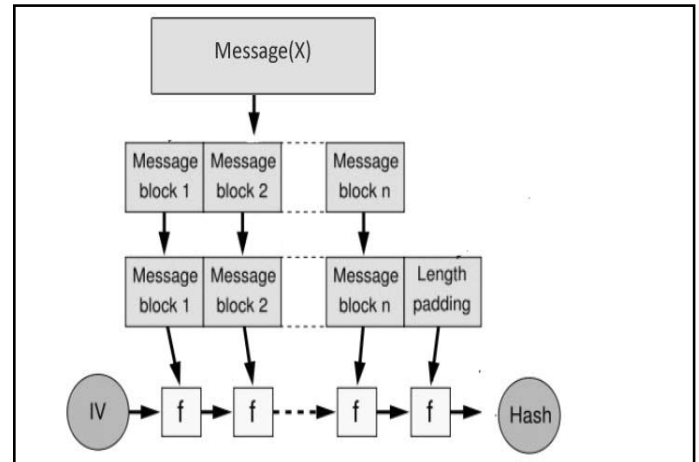 Message(X)
Message Message Message
block 1 block 2 block n
Message Message Message Length
block 1 block 2 block n padding
IV f f f f Hash